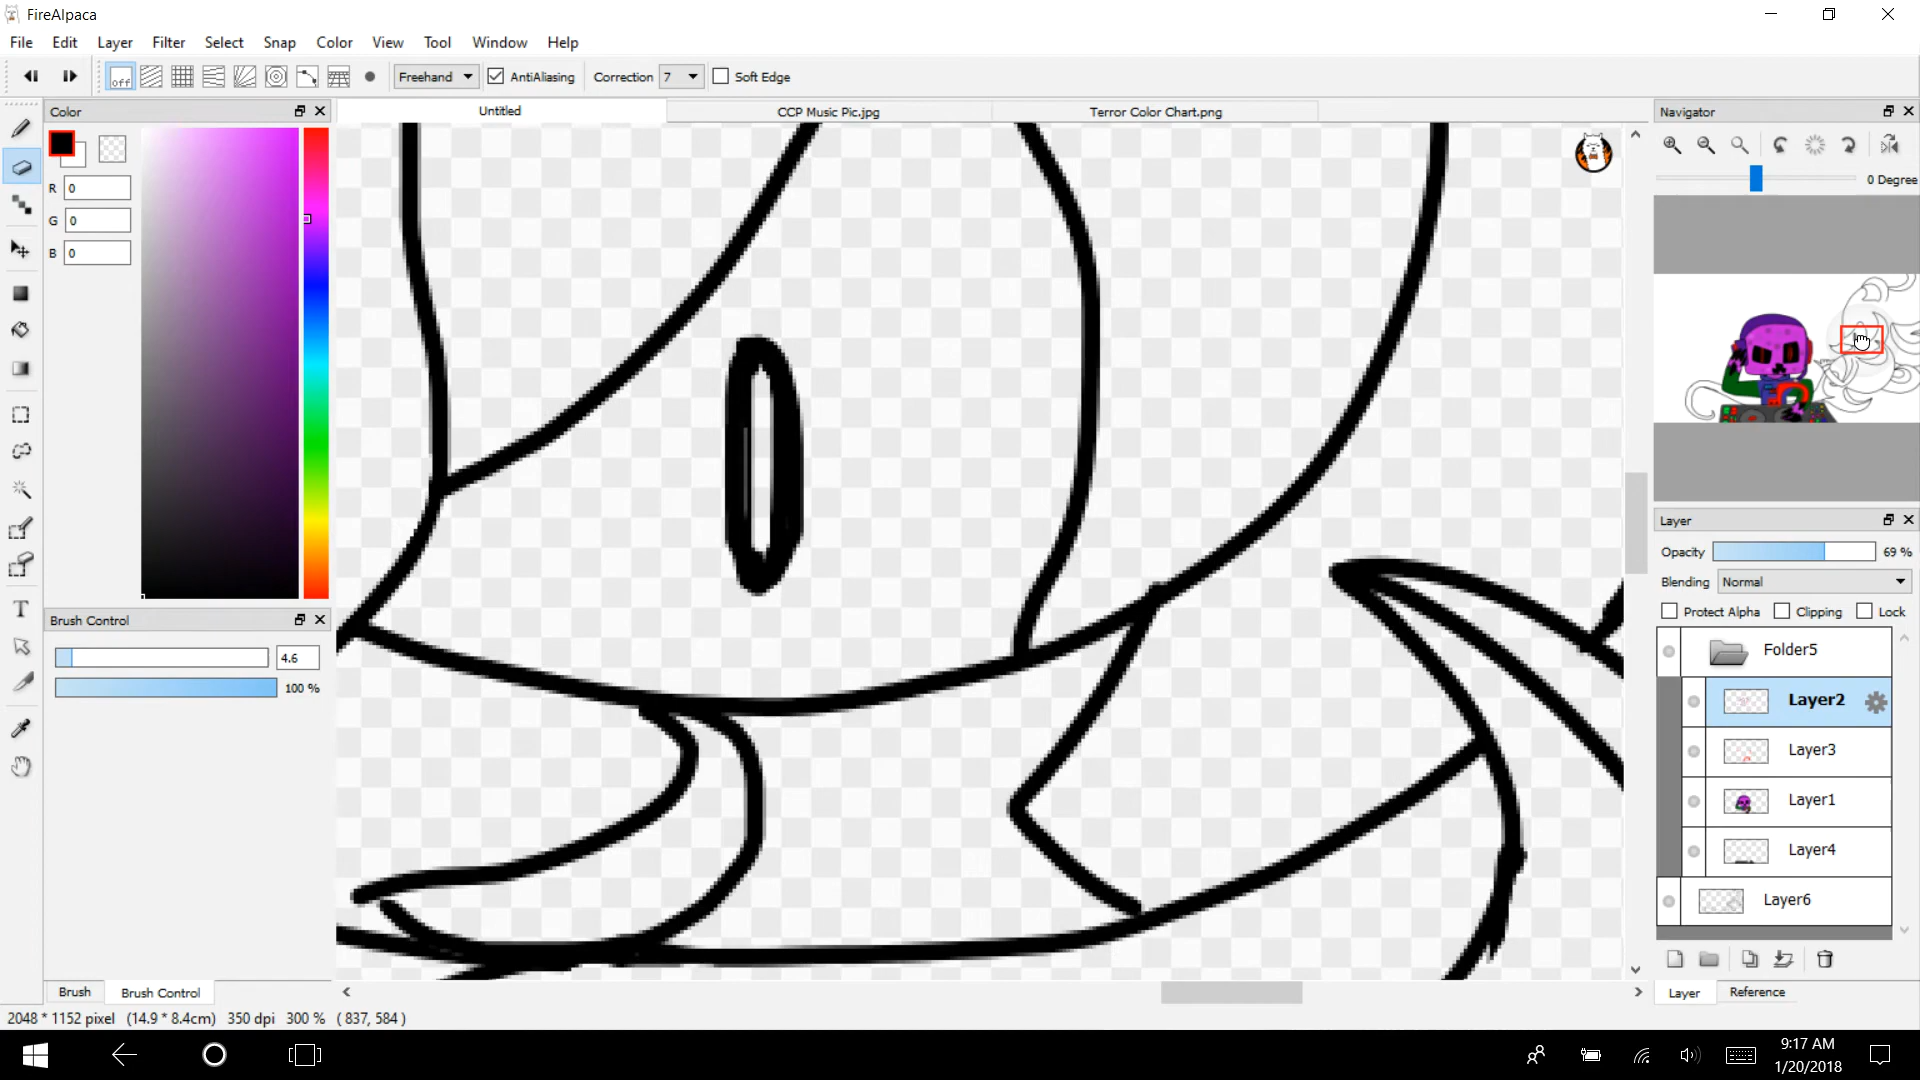 FireAlpaca
File Edit Layer Filter Select Snap Color View Tool Window Help
off Freehand AntiAliasing Correction 7 Soft Edge
Color
Untitled CCP Music Pic.jpg Terror Color Chart.png
Navigator
0 Degree
R 0
G 0
B 0
Layer
Opacity 69 %
Blending Normal
Protect Alpha Clipping Lock
Brush Control
4.6
100 %
Folder5
Layer2
Layer3
Layer1
Layer4
Layer6
T
Brush Brush Control
Layer Reference
2048 * 1152 pixel (14.9 * 8.4cm) 350 dpi 300 % ( 837, 584 )
9:17 AM
1/20/2018